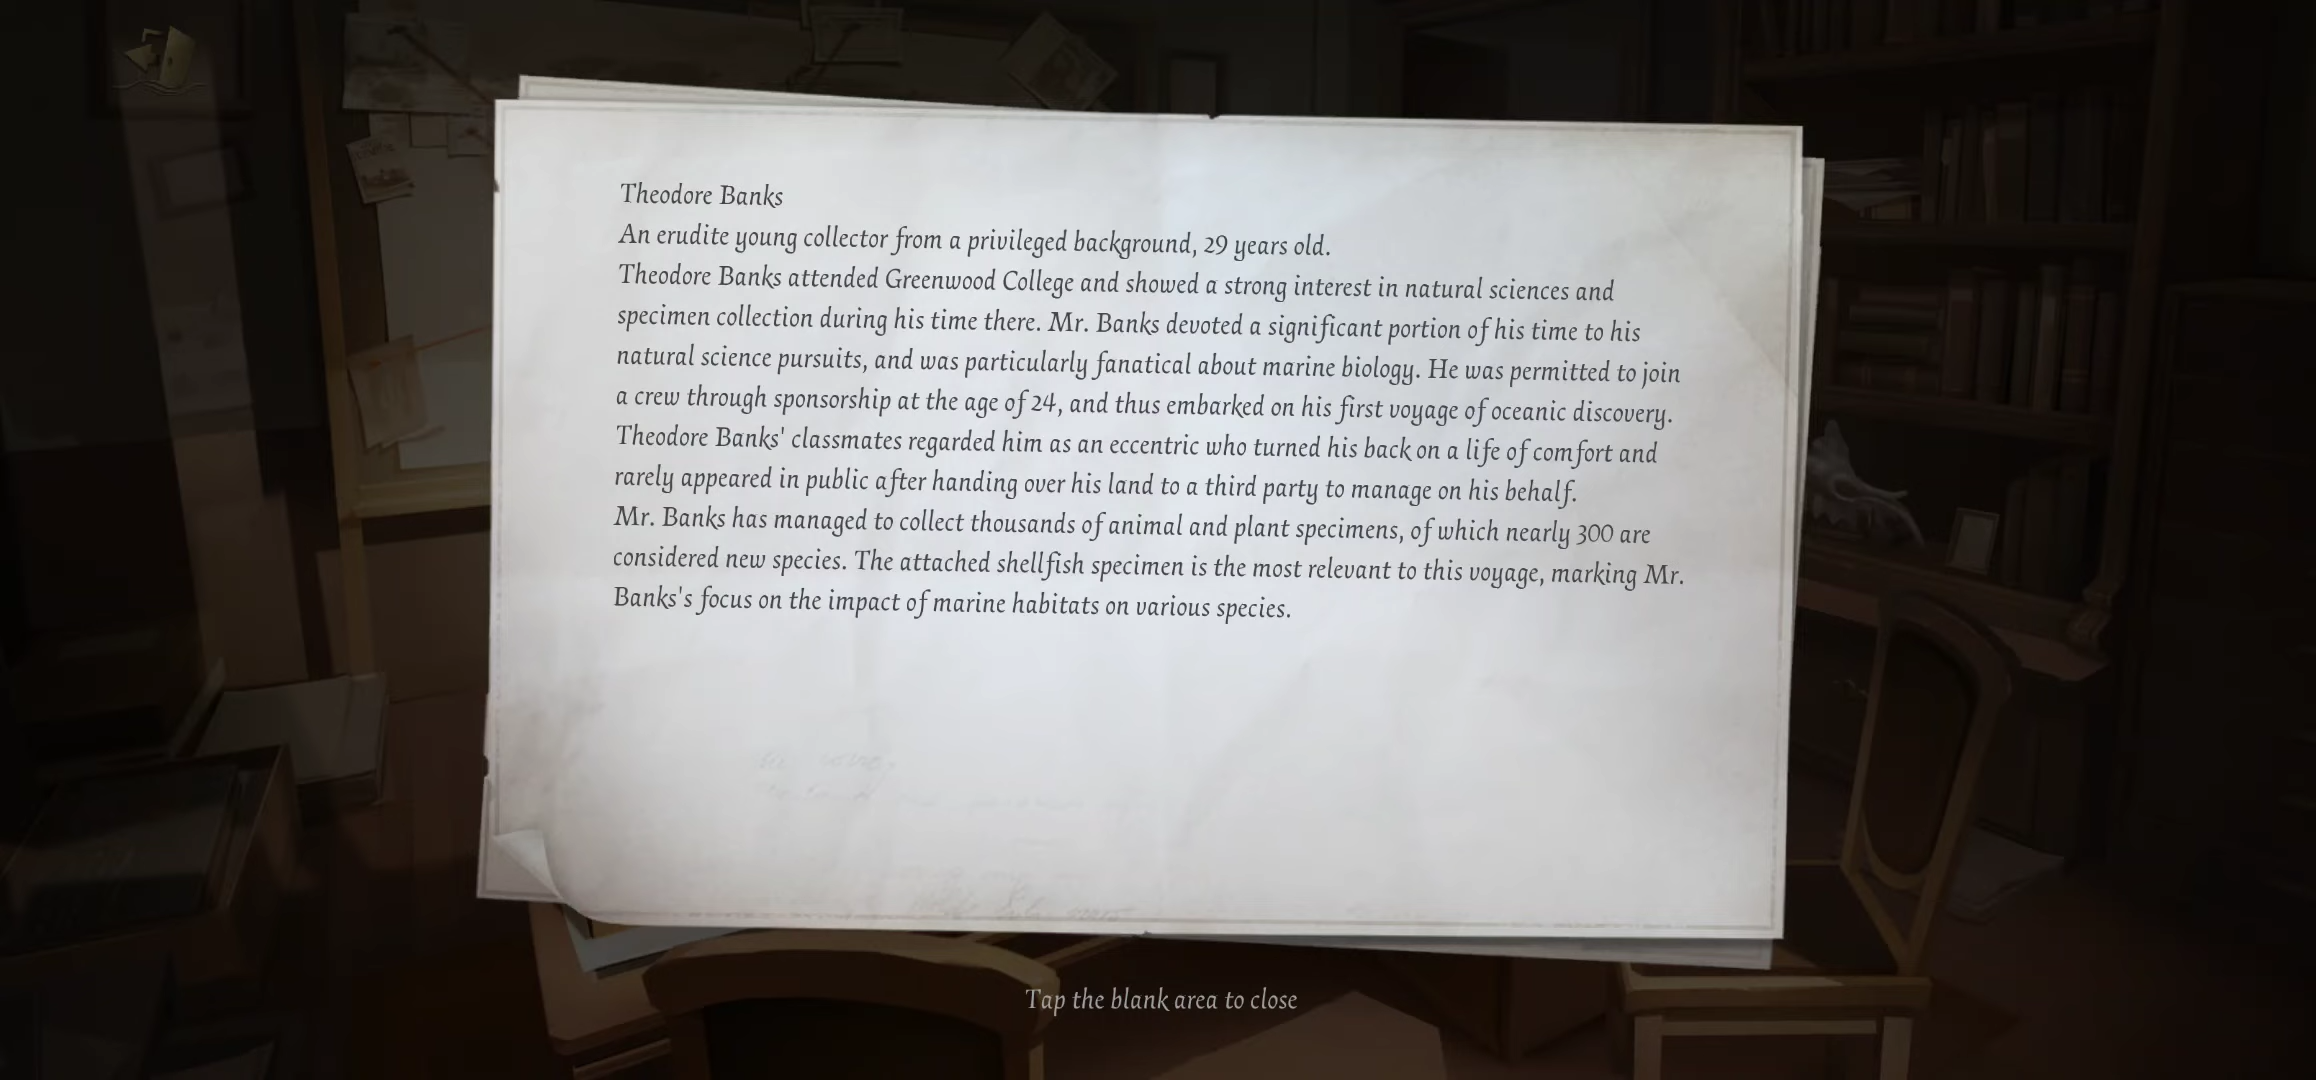 Theodore Banks
An erudite young collector from a privileged background, 29 years old.
Theodore Banks attended Greenwood College and showed a strong interest in natural sciences and
specimen collection during his time there. Mr. Banks devoted a significant portion of his time to his
natural science pursuits, and was particularly fanatical about marine biology. He was permitted to join
a crew through sponsorship at the age of 24, and thus embarked on his first voyage of oceanic discovery.
Theodore Banks' classmates regarded him as an eccentric who turned his back on a life of comfort and
rarely appeared in public after handing over his land to a third party to manage on his behalf.
Mr. Banks has managed to collect thousands of animal and plant specimens, of which nearly 300 are
considered new species. The attached shellfish specimen is the most relevant to this voyage, marking Mr.
Banks's focus on the impact of marine habitats on various species.
Tap the blank area to close